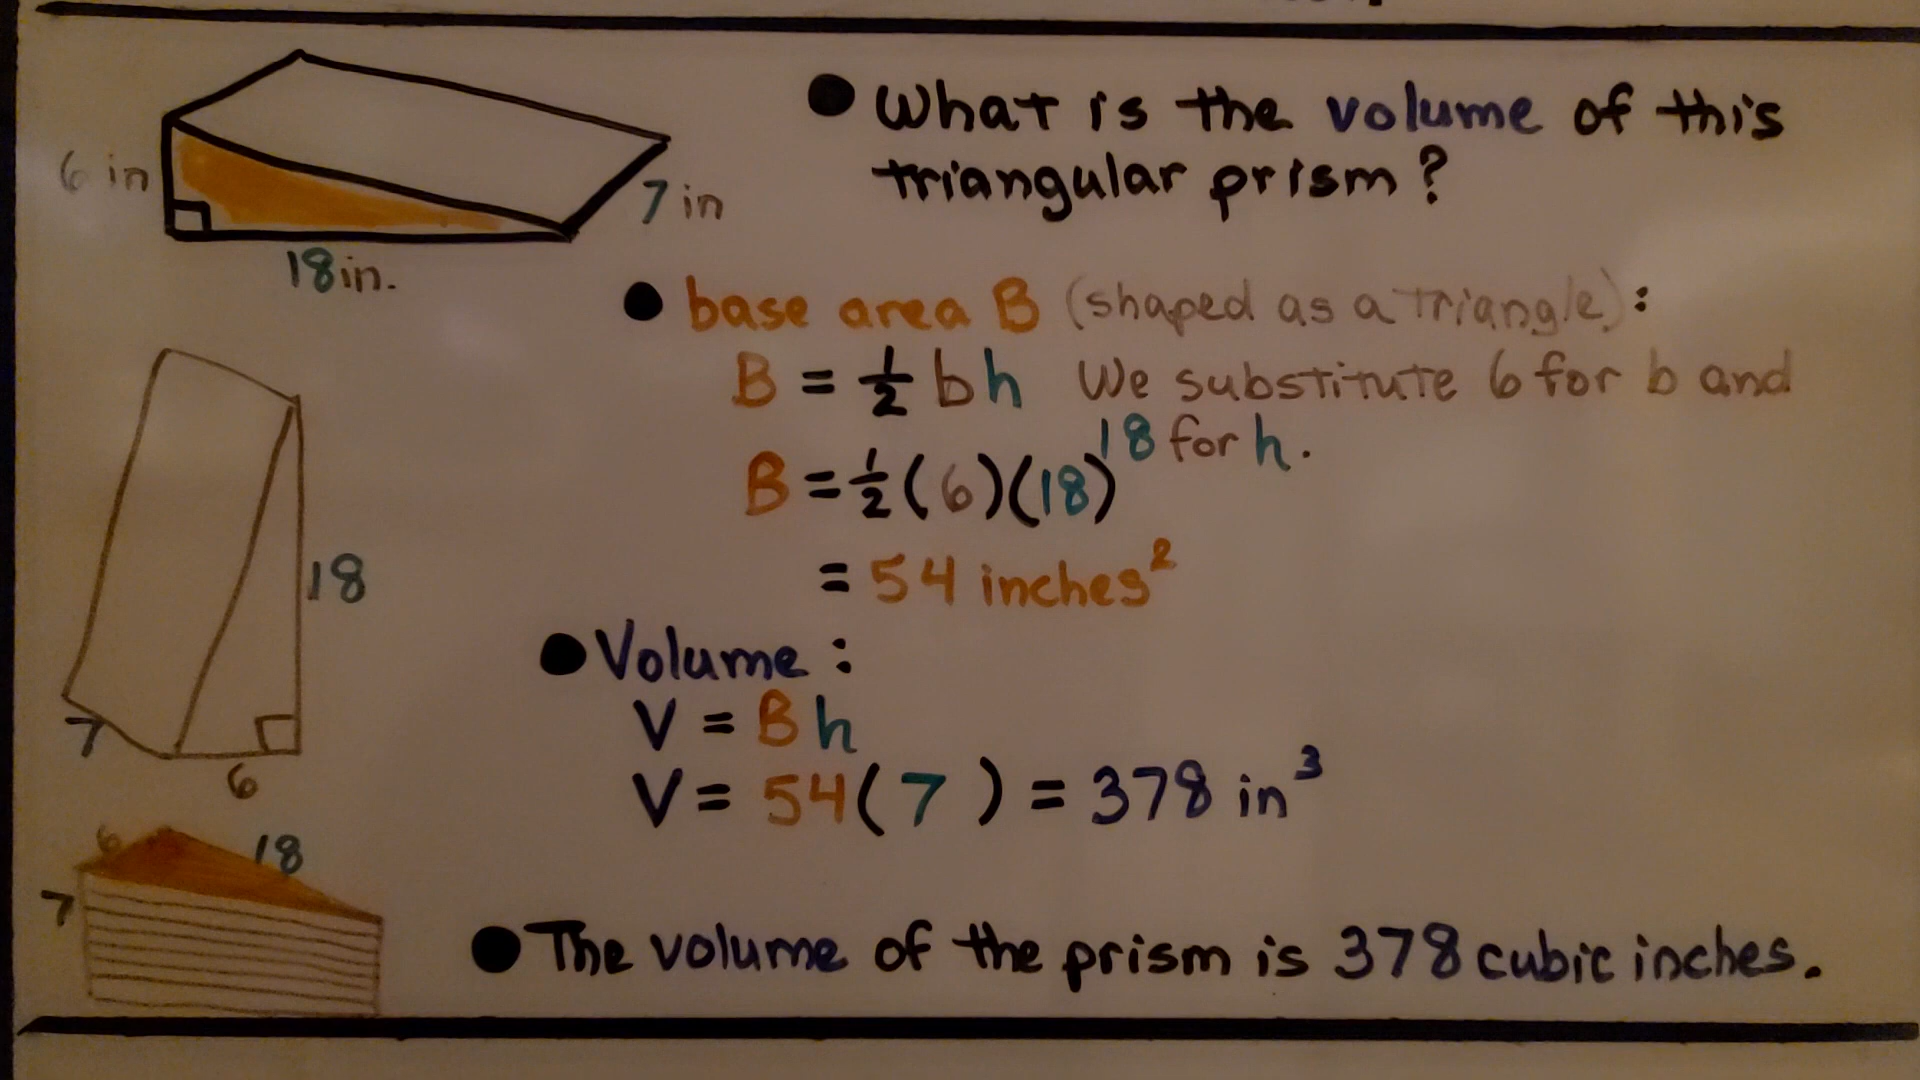 What is the volume of this
triangular prism?
6 in
7 in
18in.
base area B (shaped as a triangle):
B = 1/2 bh We substitute 6 for b and
18 for h.
B = 1/2 (6)(18)
= 54 inches²
18
7
6
Volume:
V = Bh
V = 54(7) = 378 in³
6
18
7
The volume of the prism is 378 cubic inches.